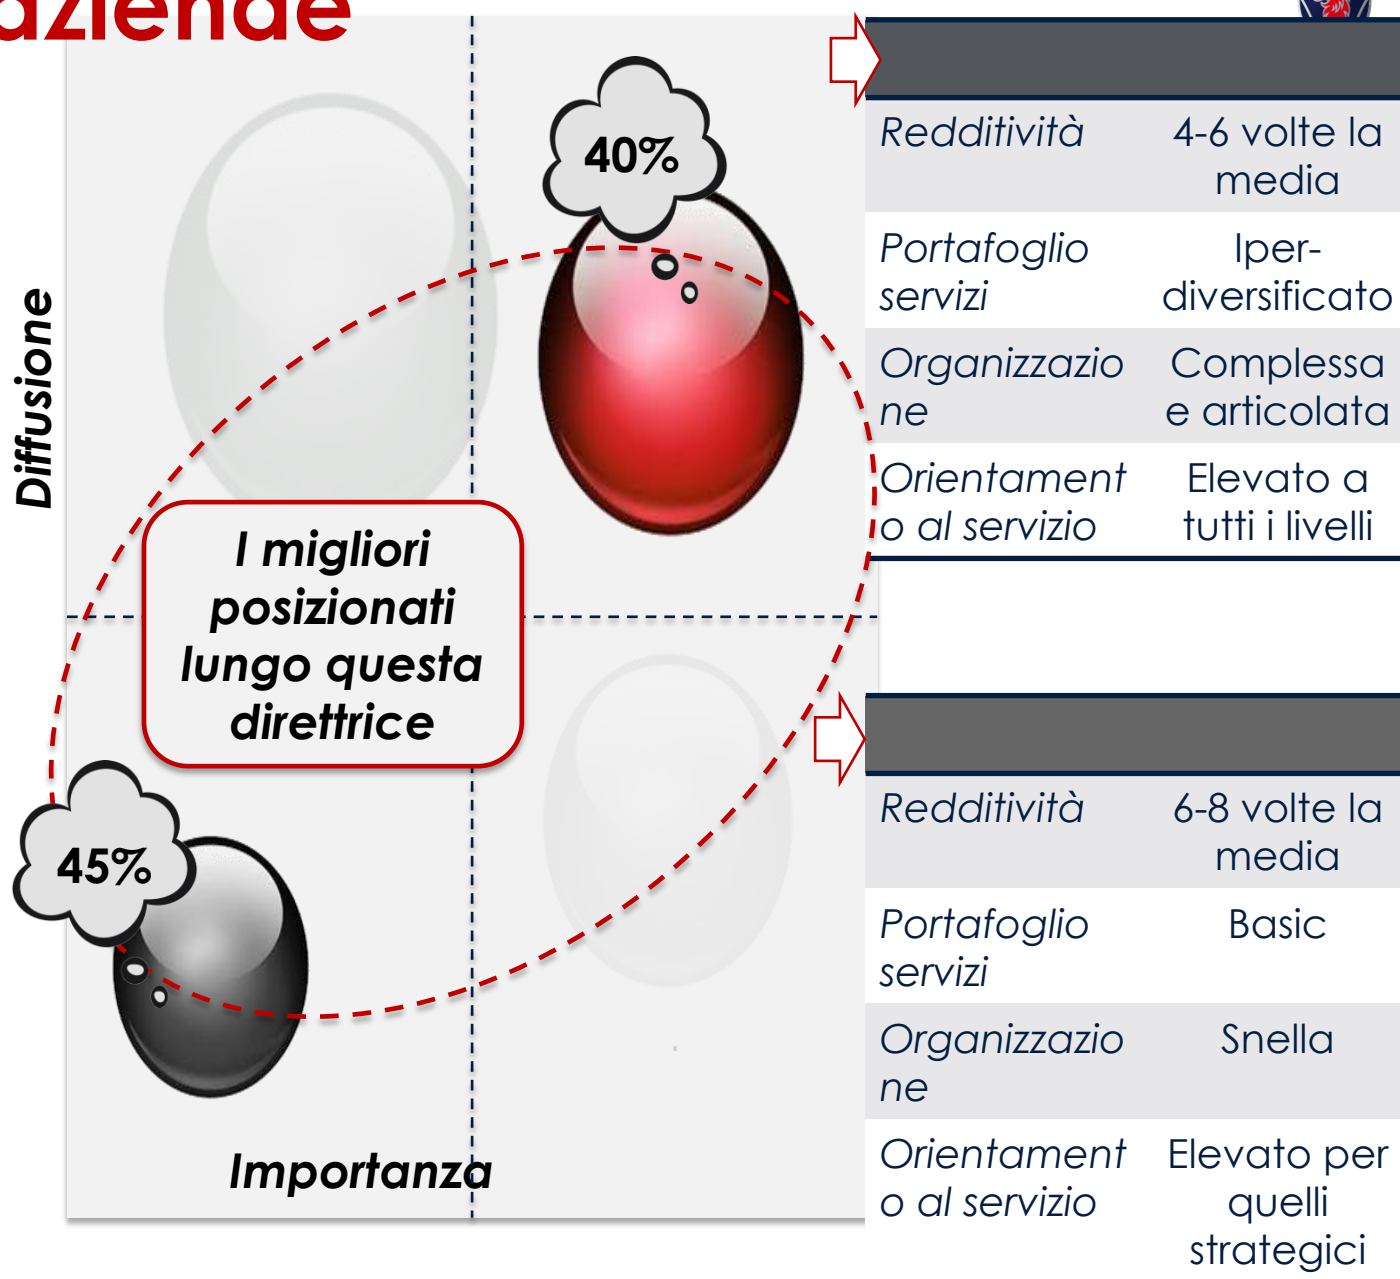 aziende
40%
Diffusione
I migliori
posizionati
lungo questa
direttrice
45%
Importanza
Redditività 4-6 volte la
media
Portafoglio Iper-
servizi diversificato
Organizzazio Complessa
ne e articolata
Orientament Elevato a
o al servizio tutti i livelli
Redditività 6-8 volte la
media
Portafoglio Basic
servizi
Organizzazio Snella
ne
Orientament Elevato per
o al servizio quelli
strategici